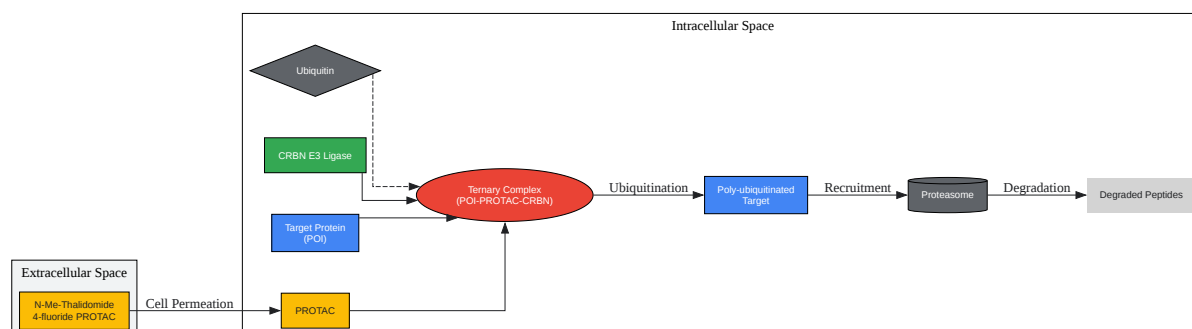 Intracellular Space
Ubiquitin
CRBN E3 Ligase
Ternary Complex
(POI-PROTAC-CRBN)
Ubiquitination
Poly-ubiquitinated
Target
Recruitment
Proteasome
Degradation
Degraded Peptides
Target Protein
(POI)
Extracellular Space
N-Me-Thalidomide
4-fluoride PROTAC
Cell Permeation
PROTAC